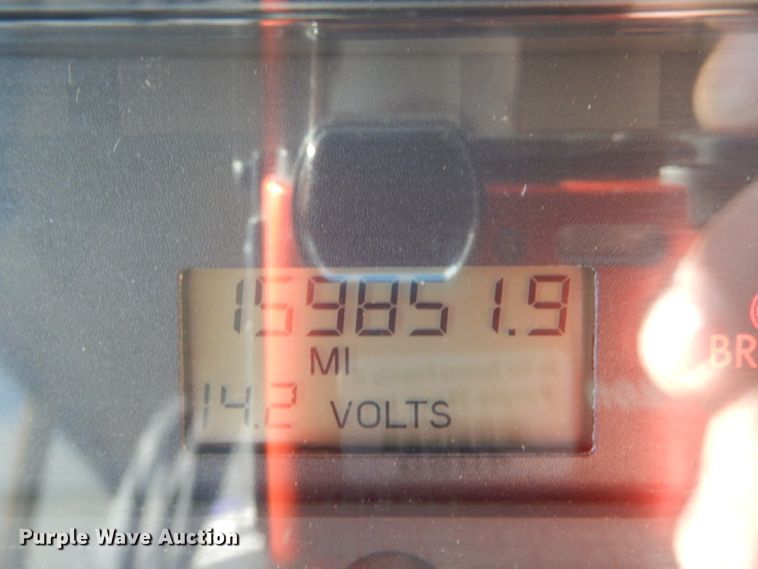 159851.9
MI
14.2 VOLTS
BR
Purple Wave Auction